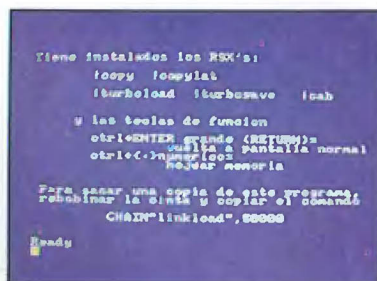 Tiene instalados los RSX's:
|copy |copylat
|turboload |turbosave |cab
y las teclas de funcion
ctrl+ENTER grande (RETURN)=
vuelta a pantalla normal
ctrl+(.)numerico=
mojear memoria
Para sacar una copia de este programa,
rebobinar la cinta y copiar el comando
CHAIN"linkload",50000
Ready